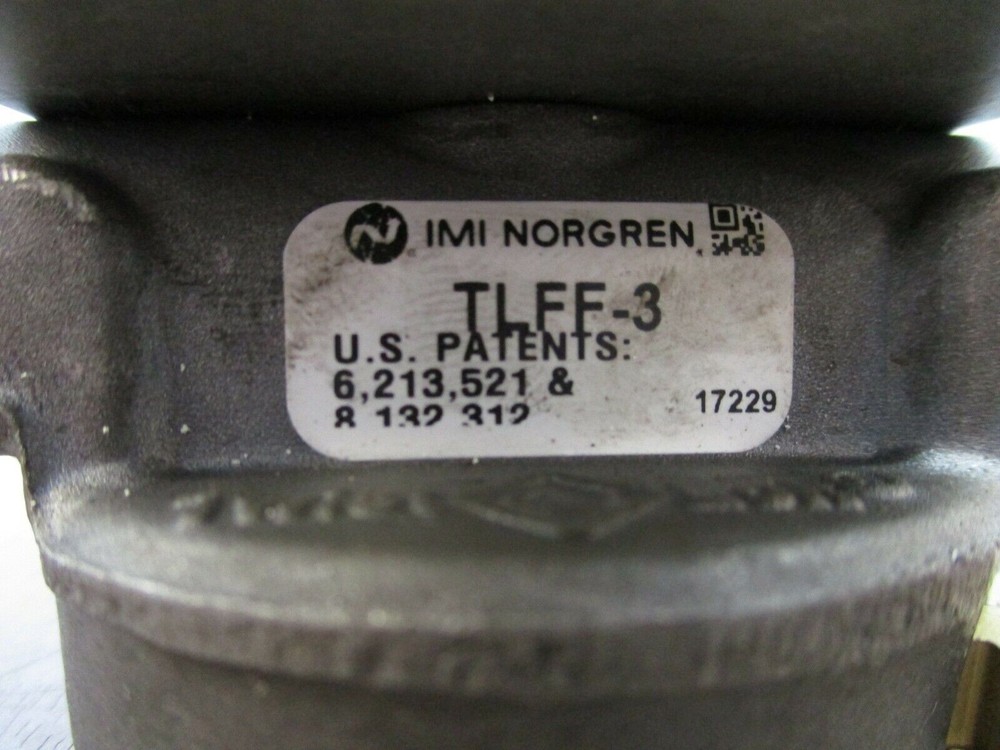 IMI NORGREN
TLFF-3
U.S. PATENTS:
6,213,521 &
8 132 312
17229